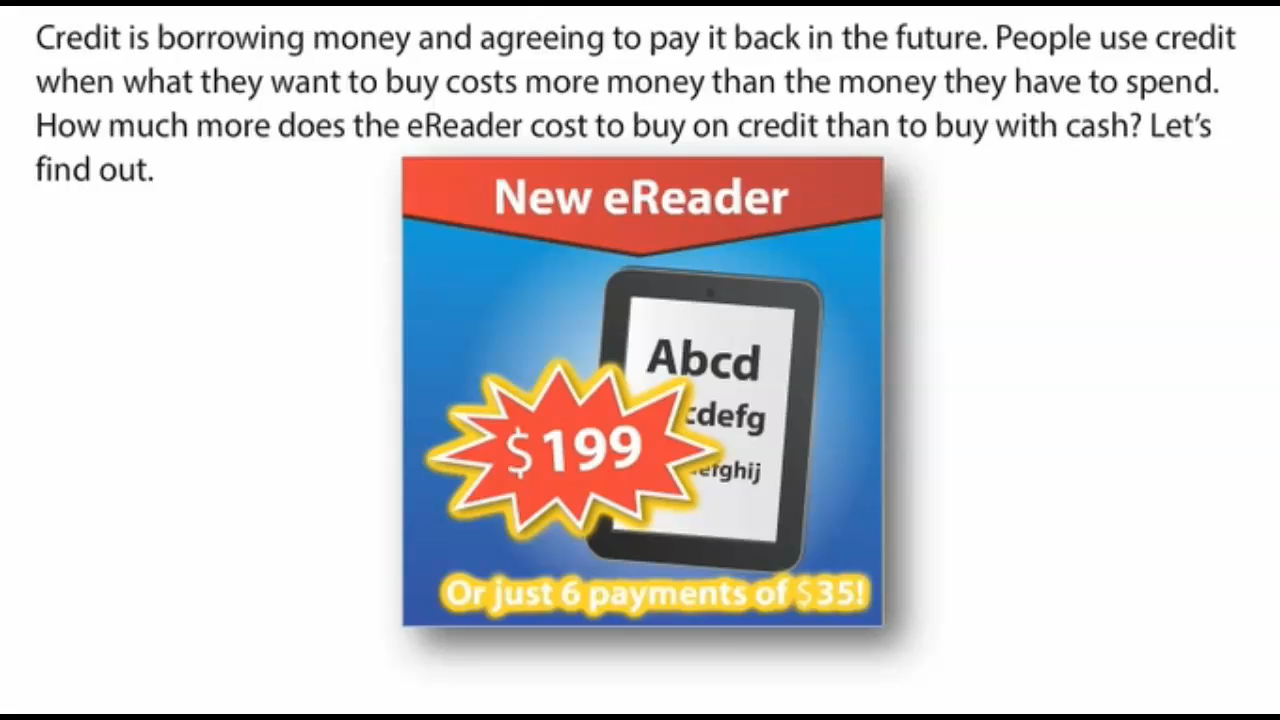 Credit is borrowing money and agreeing to pay it back in the future. People use credit
when what they want to buy costs more money than the money they have to spend.
How much more does the eReader cost to buy on credit than to buy with cash? Let’s
find out.
New eReader
Abcd
cdefg
$199
efghij
Or just 6 payments of $35!